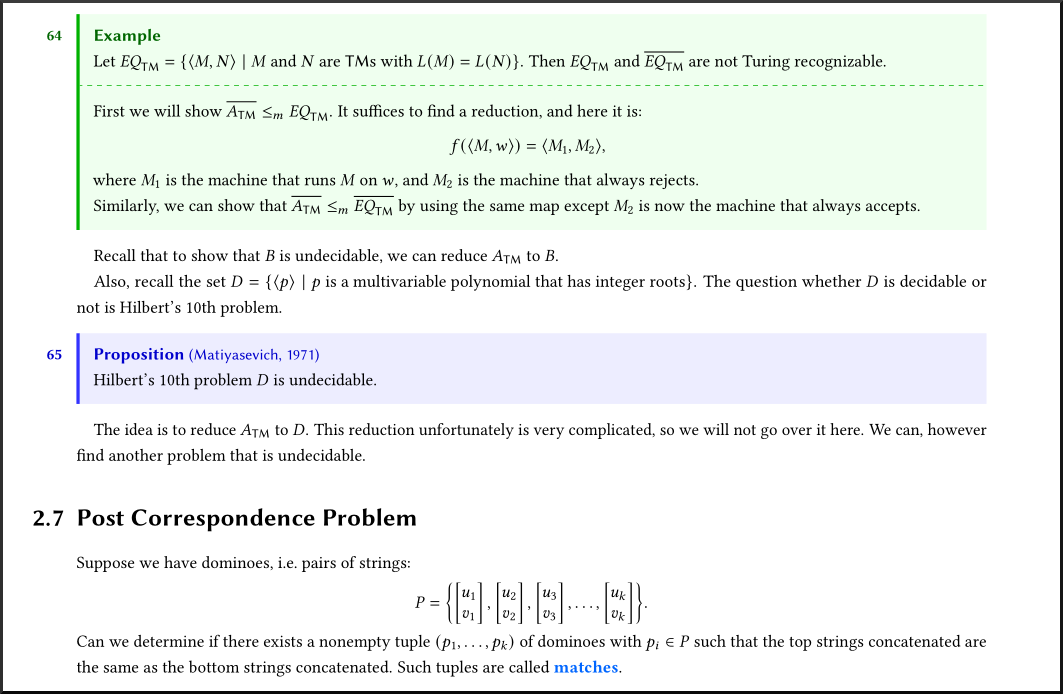 64 Example
Let $EQ_{\mathsf{TM}} = \{\langle M, N\rangle \mid M$ and $N$ are TMs with $L(M) = L(N)\}$. Then $EQ_{\mathsf{TM}}$ and $\overline{EQ_{\mathsf{TM}}}$ are not Turing recognizable.
First we will show $\overline{A_{\mathsf{TM}}} \leq_m EQ_{\mathsf{TM}}$. It suffices to find a reduction, and here it is:
$f(\langle M, w\rangle) = \langle M_1, M_2\rangle,$
where $M_1$ is the machine that runs $M$ on $w$, and $M_2$ is the machine that always rejects.
Similarly, we can show that $\overline{A_{\mathsf{TM}}} \leq_m \overline{EQ_{\mathsf{TM}}}$ by using the same map except $M_2$ is now the machine that always accepts.
Recall that to show that $B$ is undecidable, we can reduce $A_{\mathsf{TM}}$ to $B$.
Also, recall the set $D = \{\langle p\rangle \mid p$ is a multivariable polynomial that has integer roots$\}$. The question whether $D$ is decidable or
not is Hilbert's 10th problem.
65 Proposition (Matiyasevich, 1971)
Hilbert's 10th problem $D$ is undecidable.
The idea is to reduce $A_{\mathsf{TM}}$ to $D$. This reduction unfortunately is very complicated, so we will not go over it here. We can, however
find another problem that is undecidable.
2.7 Post Correspondence Problem
Suppose we have dominoes, i.e. pairs of strings:
$P = \left\{ \begin{bmatrix} u_1 \\ v_1 \end{bmatrix}, \begin{bmatrix} u_2 \\ v_2 \end{bmatrix}, \begin{bmatrix} u_3 \\ v_3 \end{bmatrix}, \ldots, \begin{bmatrix} u_k \\ v_k \end{bmatrix} \right\}.$
Can we determine if there exists a nonempty tuple $(p_1, \ldots, p_k)$ of dominoes with $p_i \in P$ such that the top strings concatenated are
the same as the bottom strings concatenated. Such tuples are called matches.